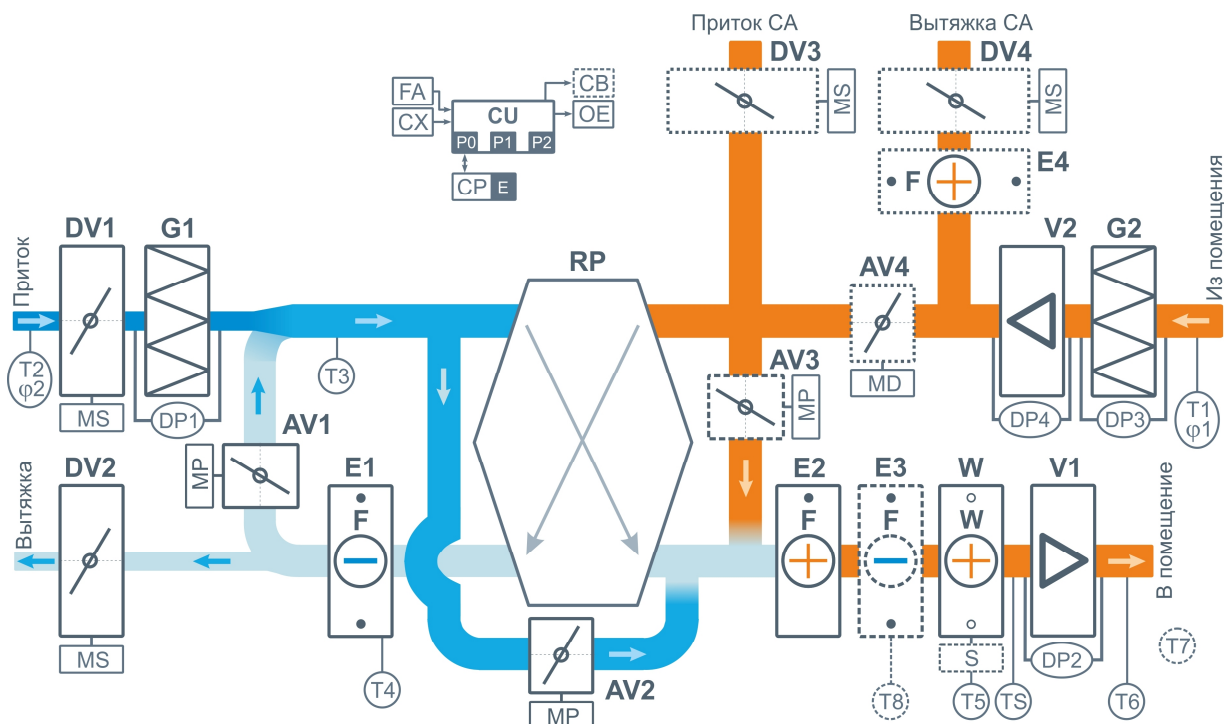 Приток CA
Вытяжка CA
DV3
DV4
MS
MS
FA
CX
CU
P0 P1 P2
CB
OE
CP E
F
E4
DV1
G1
RP
AV4
V2
G2
Приток
Из помещения
T2
φ2
T3
MS
DP1
MD
DP4
DP3
T1
φ1
AV3
MP
AV1
MP
DV2
E1
F
E2
F
E3
F
W
W
V1
Вытяжка
В помещение
MS
T4
AV2
MP
S
DP2
T7
T8
T5
TS
T6